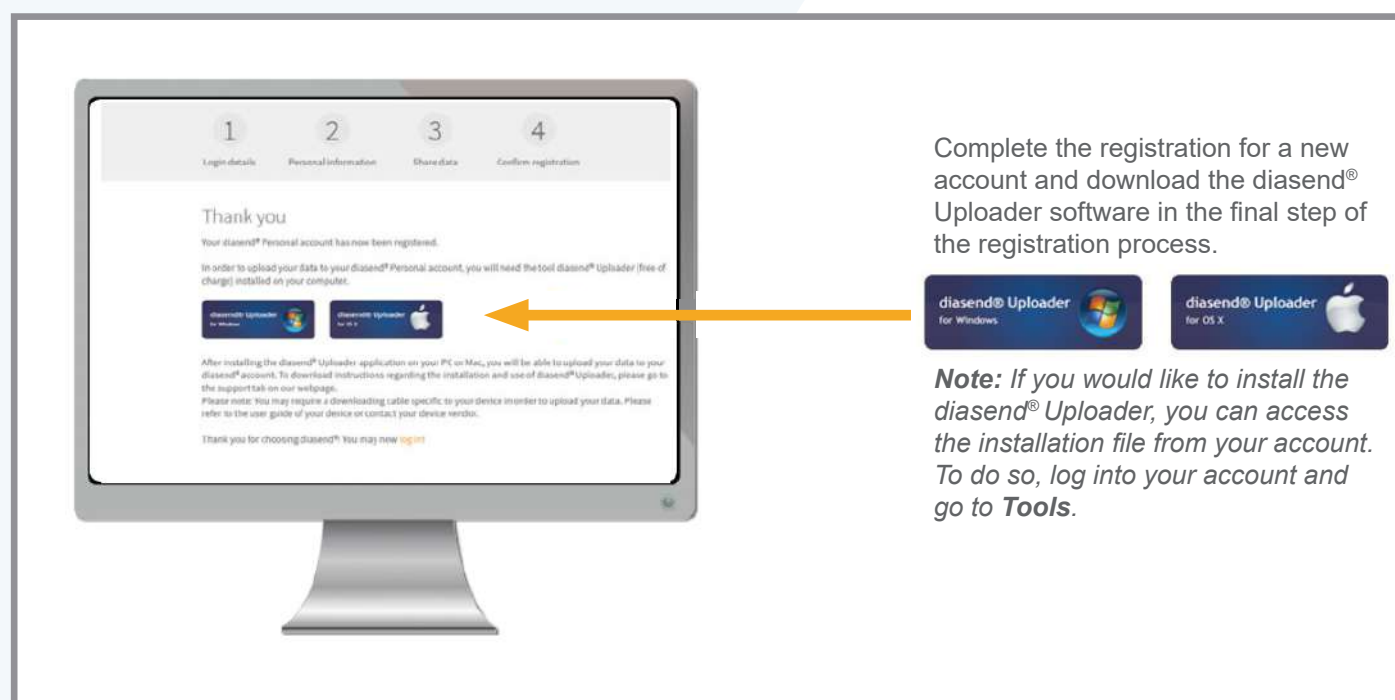 1
2
3
4
Login details
Personal information
Share data
Confirm registration
Thank you
Your diasend® Personal account has now been registered.
In order to upload your data to your diasend® Personal account, you will need the tool diasend® Uploader (free of
charge) installed on your computer.
diasend® Uploader
for Windows
diasend® Uploader
for OS X
After installing the diasend® Uploader application on your PC or Mac, you will be able to upload your data to your
diasend® account. To download instructions regarding the installation and use of diasend® Uploader, please go to
the support tab on our webpage.
Please note: You may require a downloading cable specific to your device in order to upload your data. Please
refer to the user guide of your device or contact your device vendor.
Thank you for choosing diasend®. You may now log in!
Complete the registration for a new
account and download the diasend®
Uploader software in the final step of
the registration process.
diasend® Uploader
for Windows
diasend® Uploader
for OS X
Note: If you would like to install the
diasend® Uploader, you can access
the installation file from your account.
To do so, log into your account and
go to Tools.